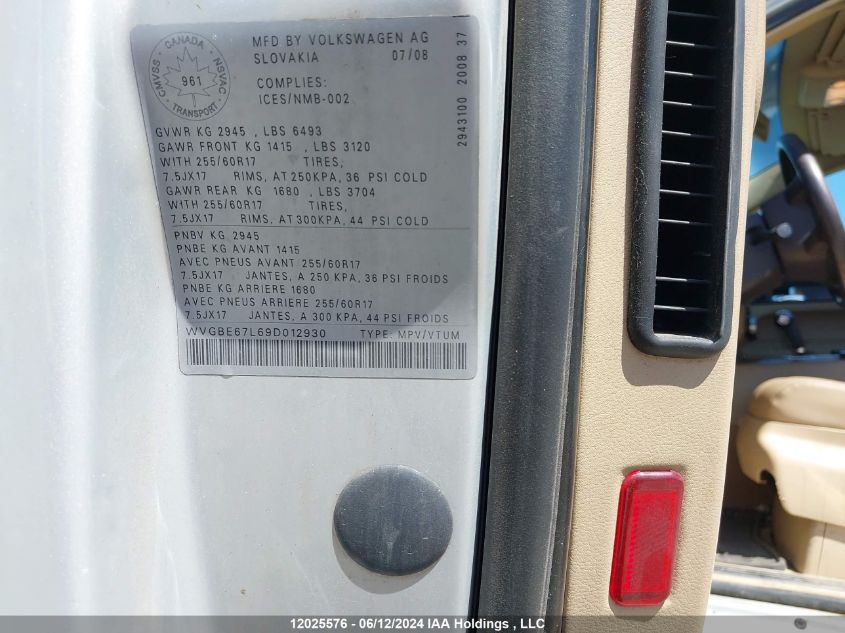 CANADA
CMVSS NSVAC
961
TRANSPORT
MFD BY VOLKSWAGEN AG
SLOVAKIA 07/08
COMPLIES:
ICES/NMB-002
2943100 2008 37
GVWR KG 2945 , LBS 6493
GAWR FRONT KG 1415 , LBS 3120
WITH 255/60R17 TIRES,
7.5JX17 RIMS, AT 250KPA, 36 PSI COLD
GAWR REAR KG 1680 , LBS 3704
WITH 255/60R17 TIRES,
7.5JX17 RIMS, AT 300KPA, 44 PSI COLD
PNBV KG 2945
PNBE KG AVANT 1415
AVEC PNEUS AVANT 255/60R17
7.5JX17 JANTES, A 250 KPA, 36 PSI FROIDS
PNBE KG ARRIERE 1680
AVEC PNEUS ARRIERE 255/60R17
7.5JX17 JANTES, A 300 KPA, 44 PSI FROIDS
WVGBE67L69D012930 TYPE: MPV/VTUM
12025576 - 06/12/2024 IAA Holdings , LLC